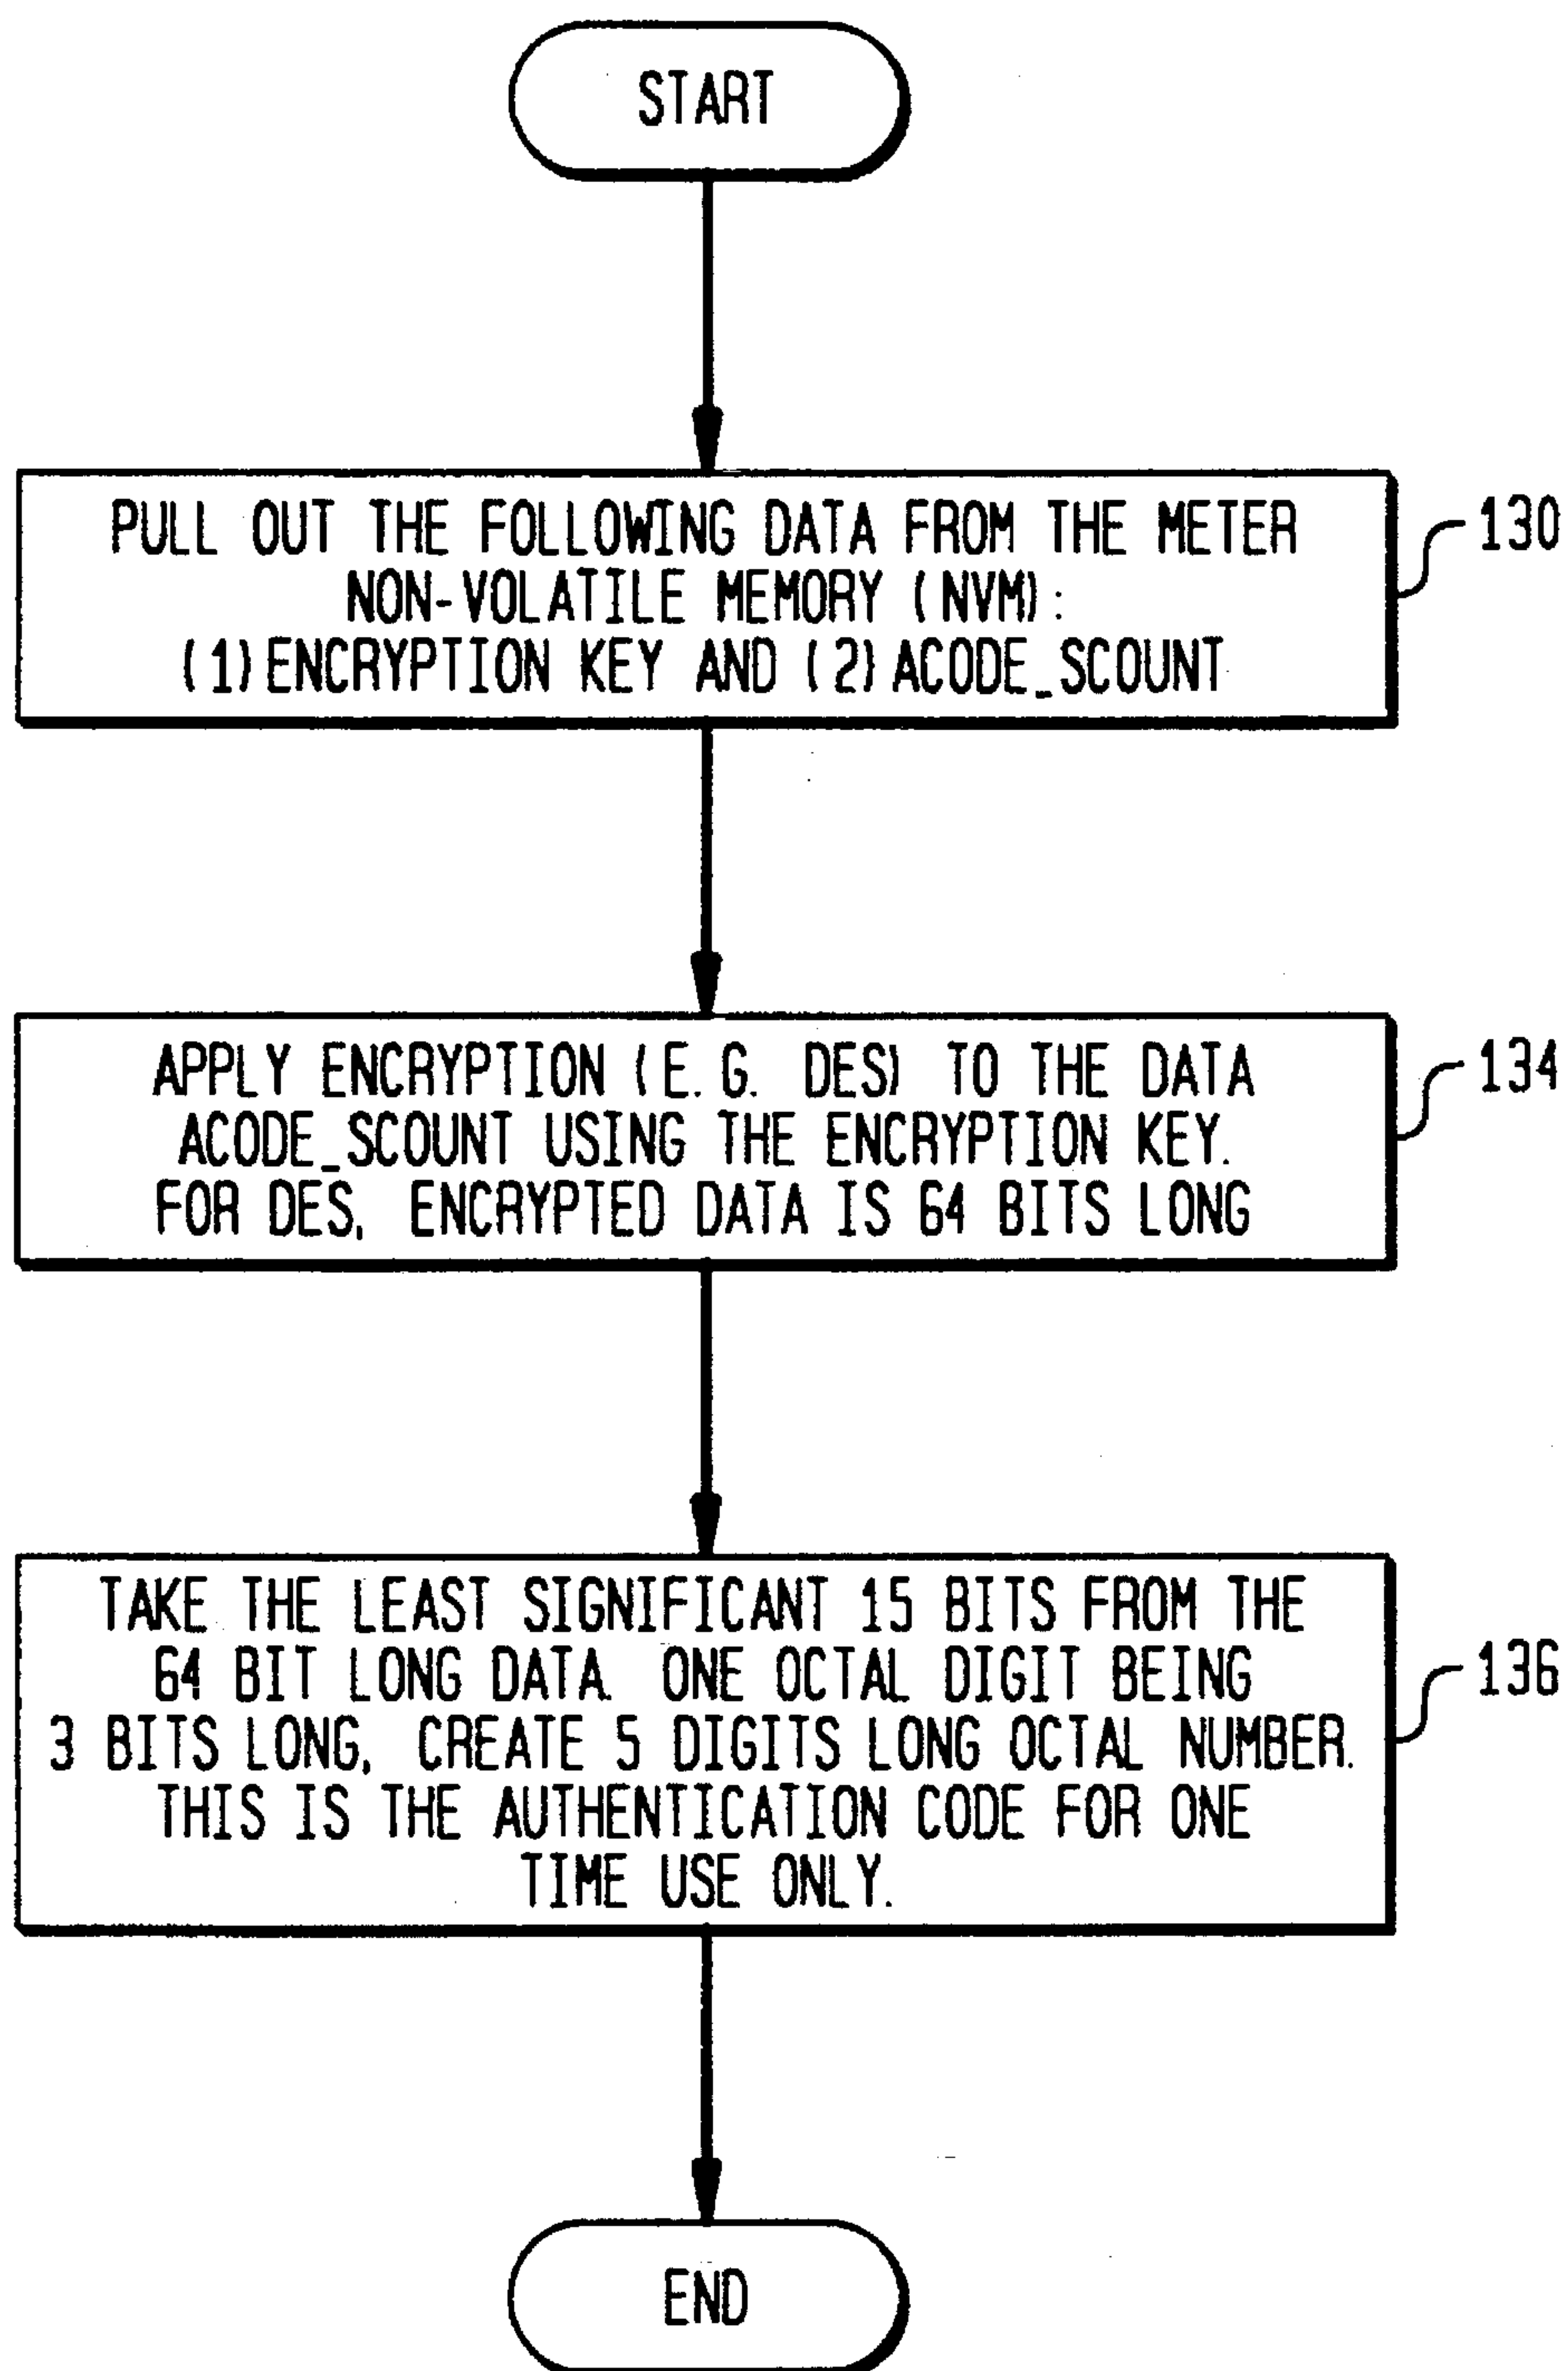 START
PULL OUT THE FOLLOWING DATA FROM THE METER
NON-VOLATILE MEMORY (NVM):
(1) ENCRYPTION KEY AND (2) ACODE_SCOUNT
130
APPLY ENCRYPTION (E.G. DES) TO THE DATA
ACODE_SCOUNT USING THE ENCRYPTION KEY.
FOR DES, ENCRYPTED DATA IS 64 BITS LONG
134
TAKE THE LEAST SIGNIFICANT 15 BITS FROM THE
64 BIT LONG DATA. ONE OCTAL DIGIT BEING
3 BITS LONG, CREATE 5 DIGITS LONG OCTAL NUMBER.
THIS IS THE AUTHENTICATION CODE FOR ONE
TIME USE ONLY.
136
END